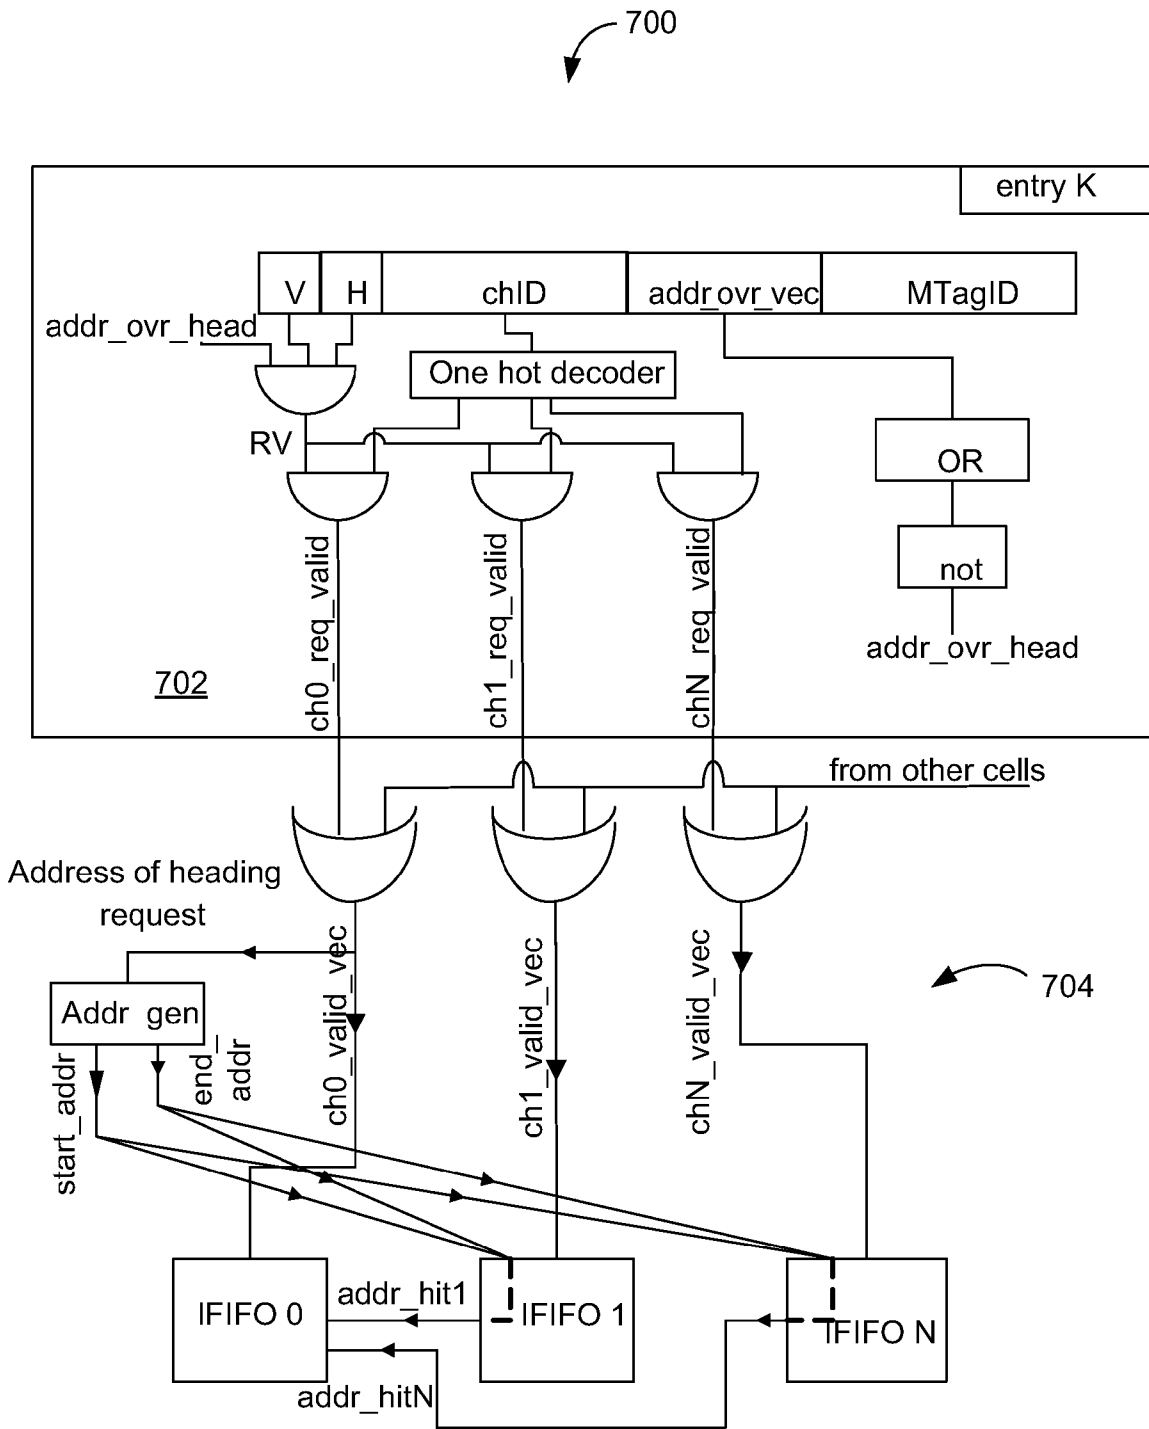 700
entry K
V H chID addr_ovr_vec MTagID
addr_ovr_head
One hot decoder
RV
OR
not
addr_ovr_head
ch0_req_valid
ch1_req_valid
chN_req_valid
702
from other cells
Address of heading
request
Addr gen
start_addr
end_
addr
ch0_valid_vec
ch1_valid_vec
chN_valid_vec
704
IFIFO 0
addr_hit1
IFIFO 1
IFIFO N
addr_hitN